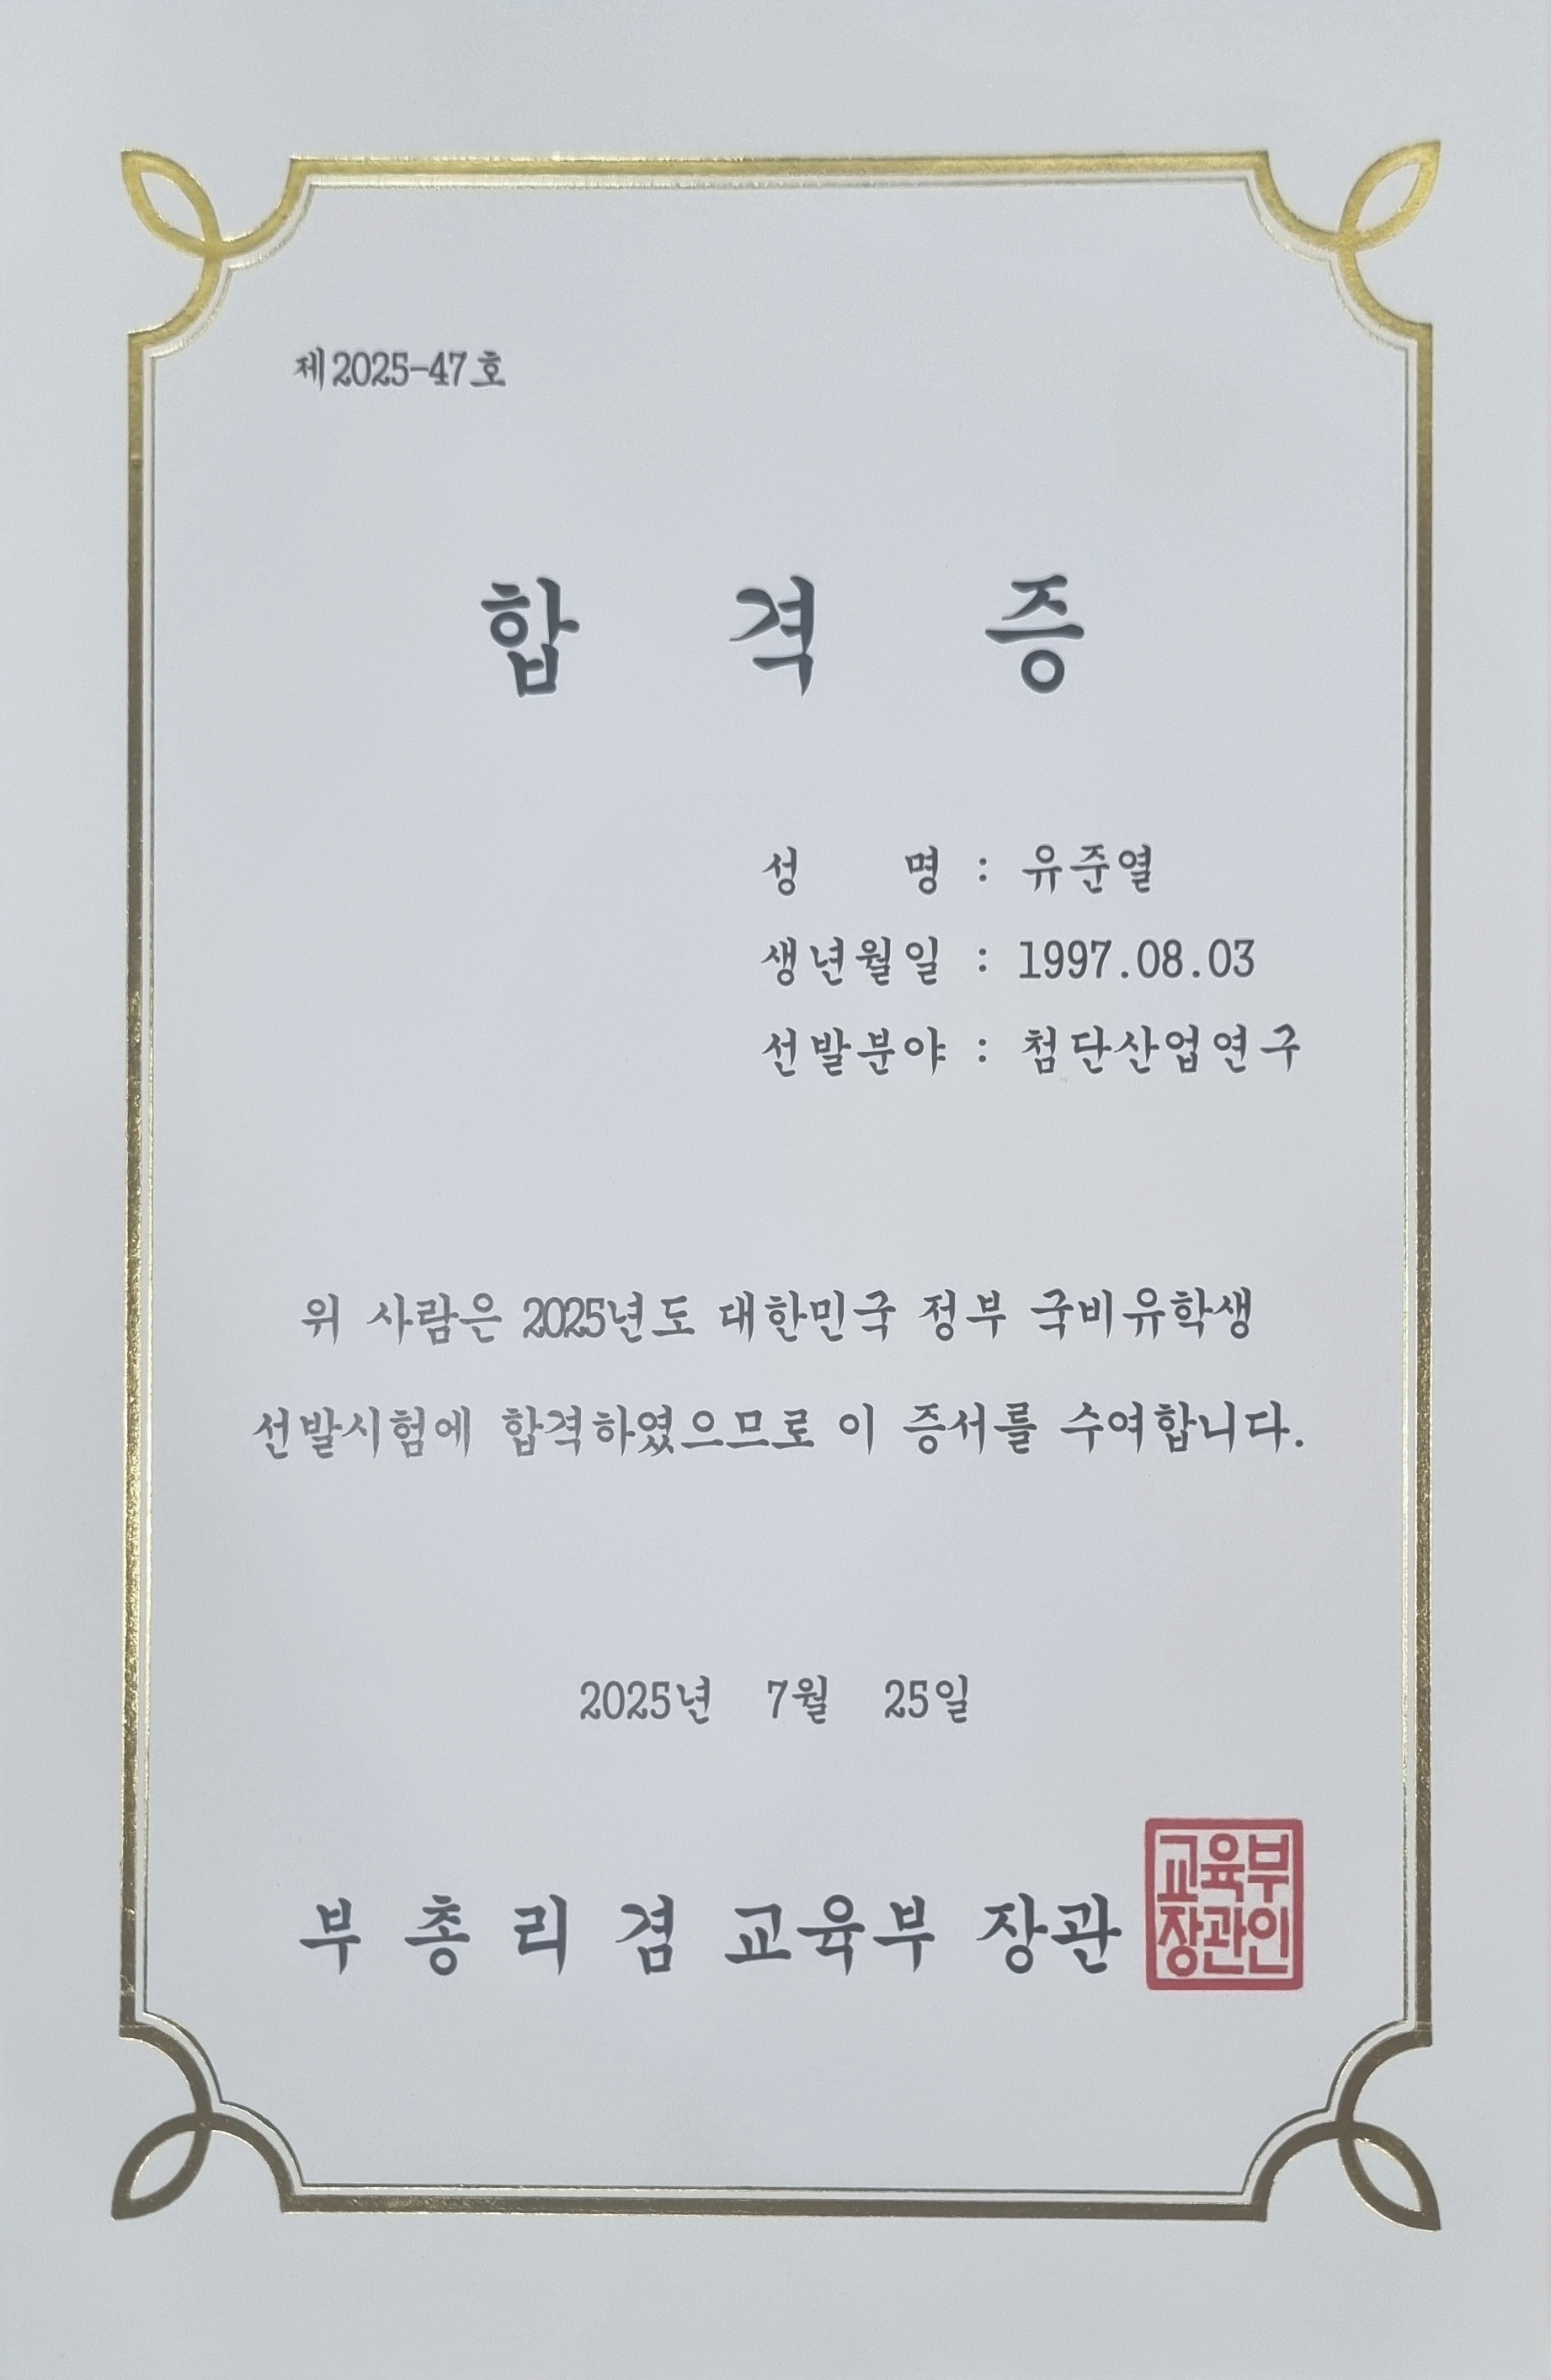 제2025-47호
합 격 증
성 명 : 유준열
생년월일 : 1997.08.03
선발분야 : 첨단산업연구
위 사람은 2025년도 대한민국 정부 국비유학생
선발시험에 합격하였으므로 이 증서를 수여합니다.
2025년 7월 25일
부 총 리 겸 교육부 장관
교육부
장관인